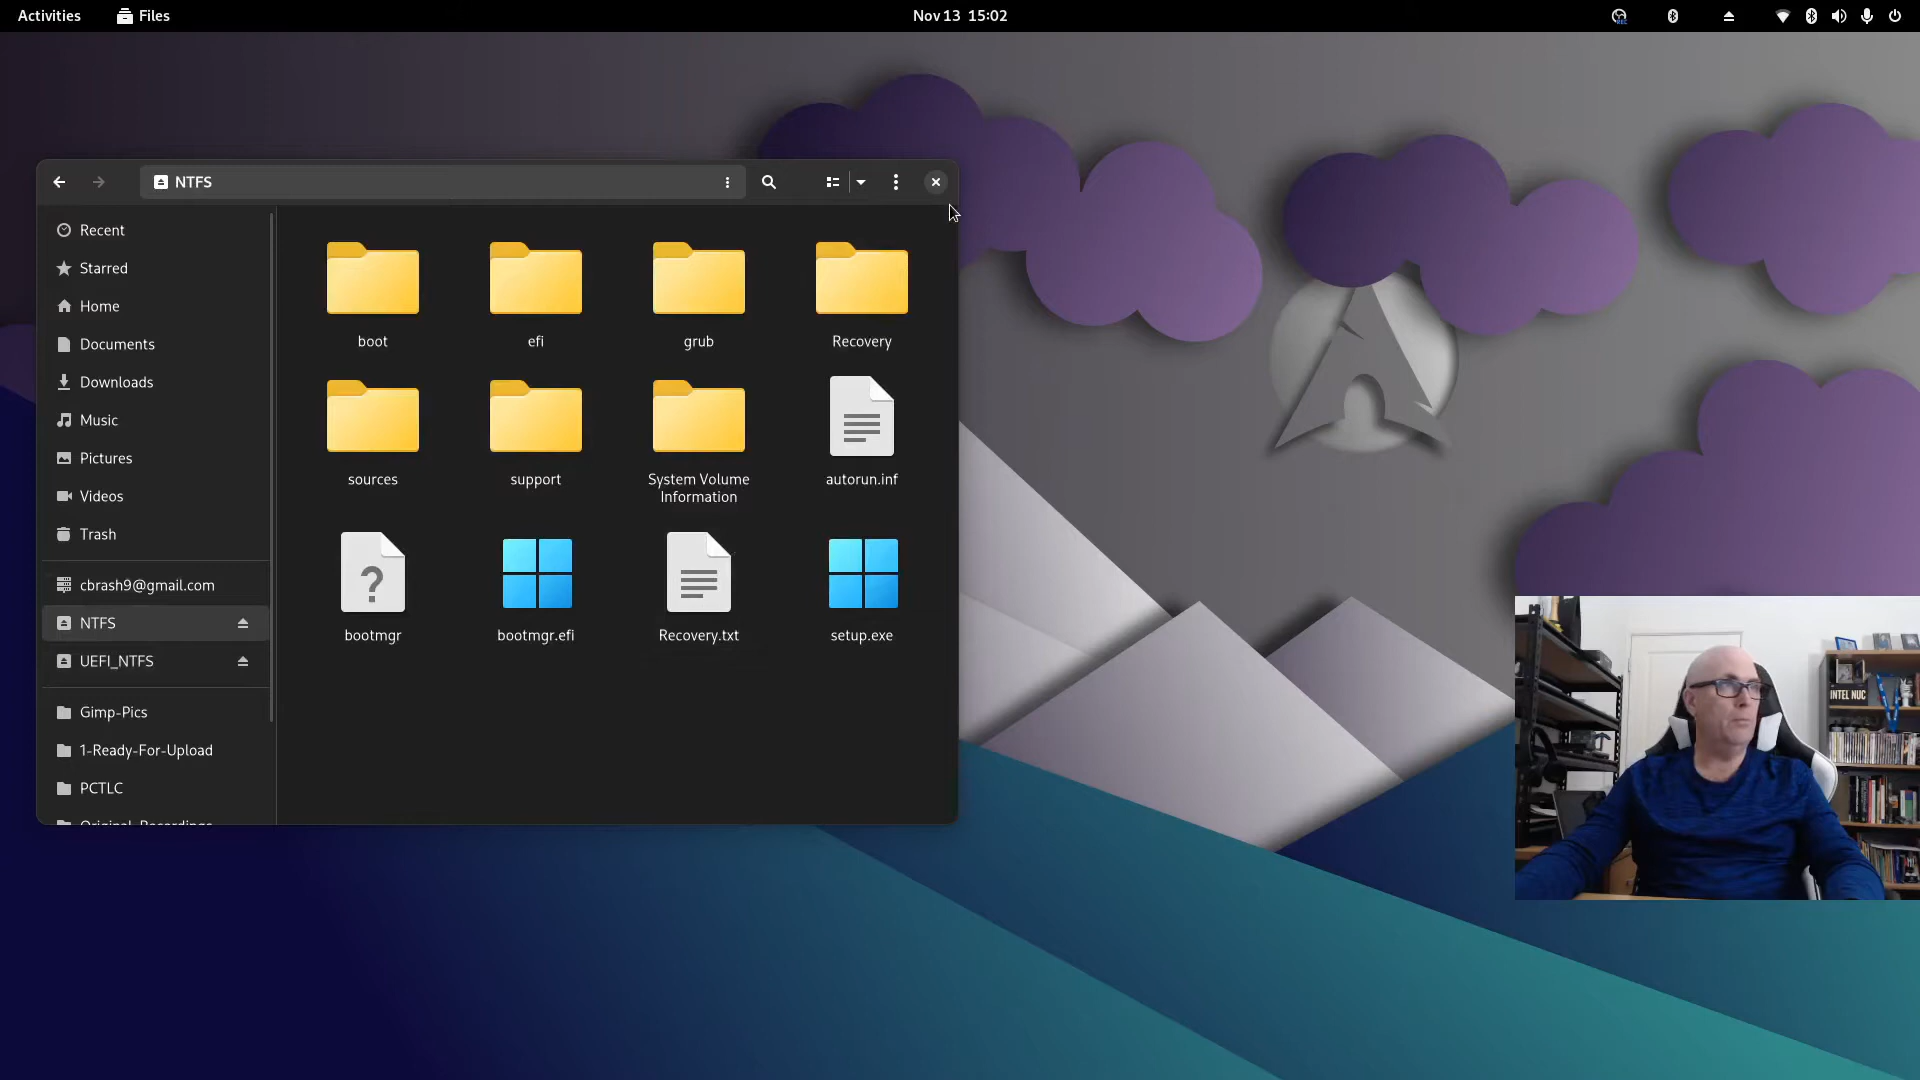 Activities Files Nov 13 15:02
NTFS
Recent
Starred
Home
Documents
Downloads
Music
Pictures
Videos
Trash
cbrash9@gmail.com
NTFS
UEFI_NTFS
Gimp-Pics
1-Ready-For-Upload
PCTLC
Original_Recordings
boot efi grub Recovery
sources support System Volume Information autorun.inf
bootmgr bootmgr.efi Recovery.txt setup.exe
INTEL NUC